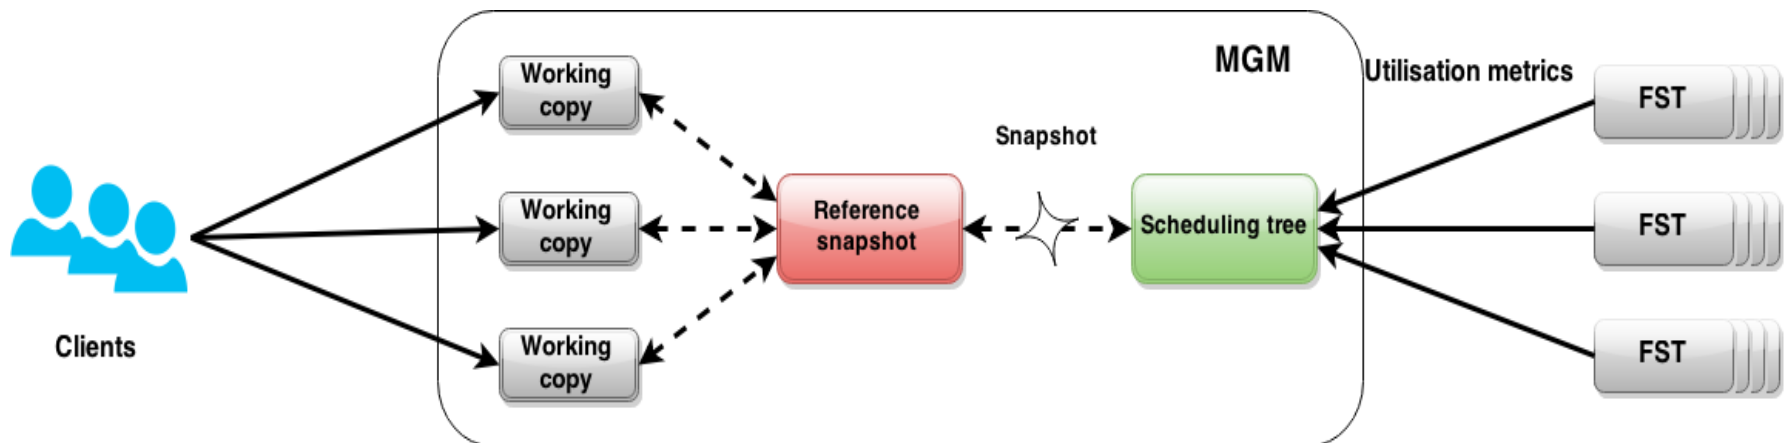 MGM
Utilisation metrics
Working
copy
FST
Snapshot
Working
copy
Reference
snapshot
Scheduling tree
FST
Clients
Working
copy
FST